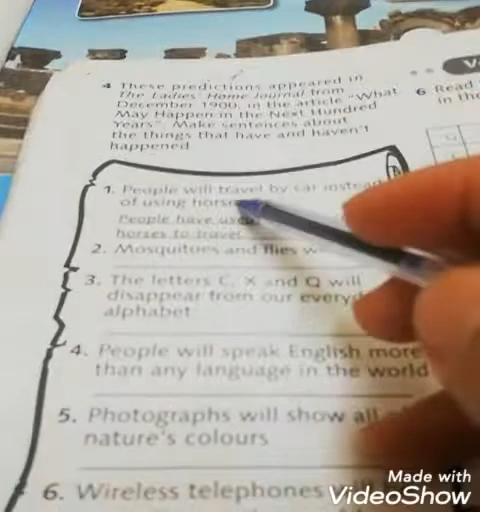 4 These predictions appeared in
The Ladies' Home Journal from
December 1900, in the article "What
May Happen in the Next Hundred
Years". Make sentences about
the things that have and haven't
happened
6 Read
in the
1. People will travel by car instead
of using horses
People have used
horses to travel
2. Mosquitoes and flies w
3. The letters C, X and Q will
disappear from our everyd
alphabet
4. People will speak English more
than any language in the world
5. Photographs will show all
nature's colours
6. Wireless telephones
Made with
VideoShow